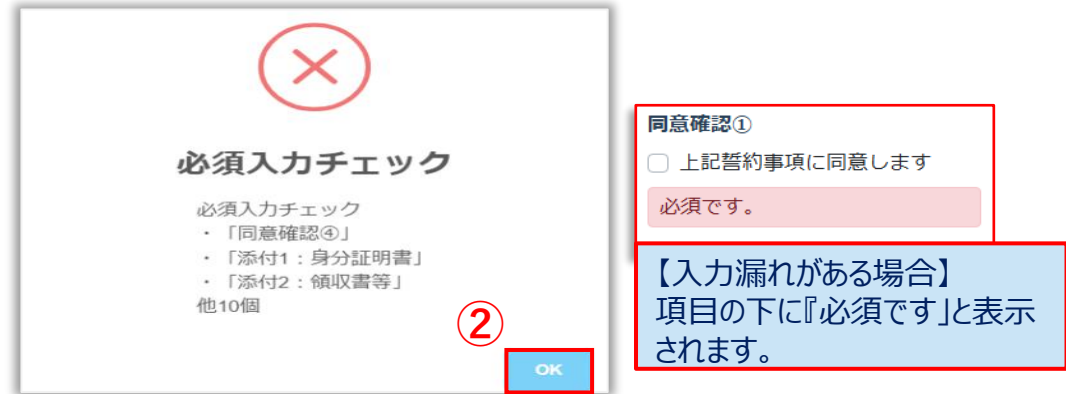 必須入力チェック
必須入力チェック
・「同意確認④」
・「添付1：身分証明書」
・「添付2：領収書等」
他10個
②
OK
同意確認①
上記誓約事項に同意します
必須です。
【入力漏れがある場合】
項目の下に『必須です」と表示
されます。